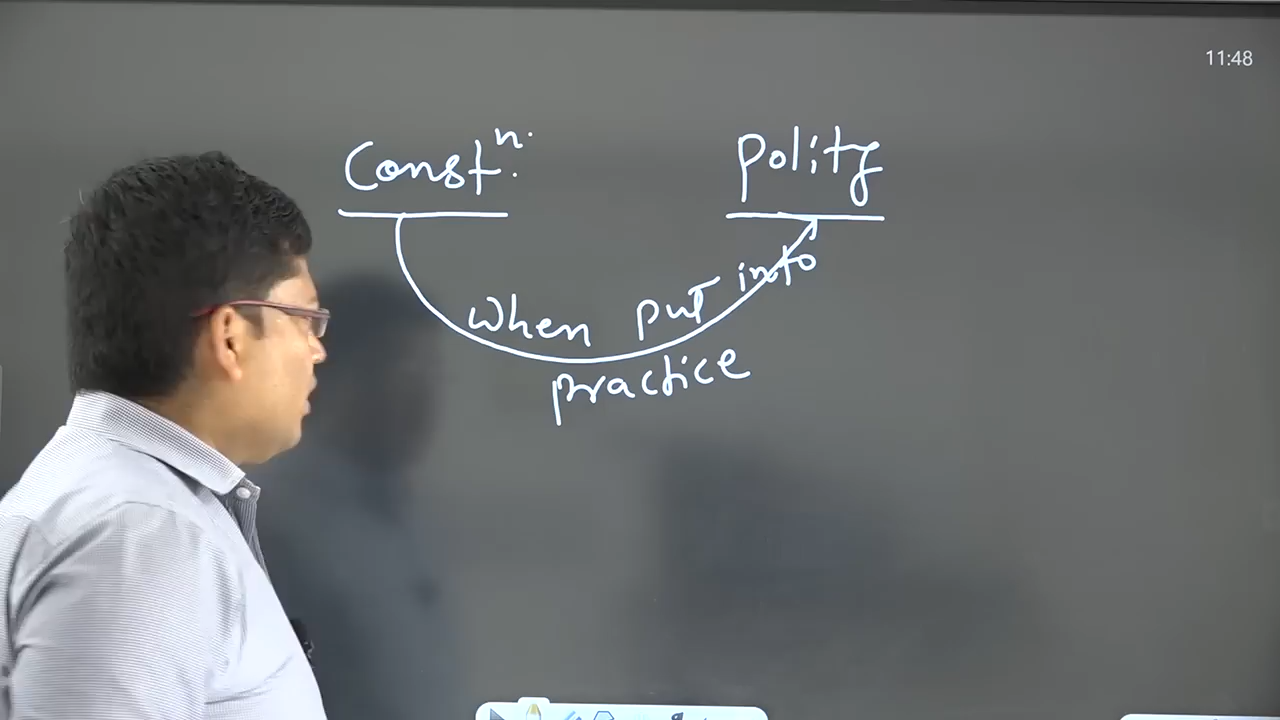 11:48
Constⁿ.
Polity
When put into
practice